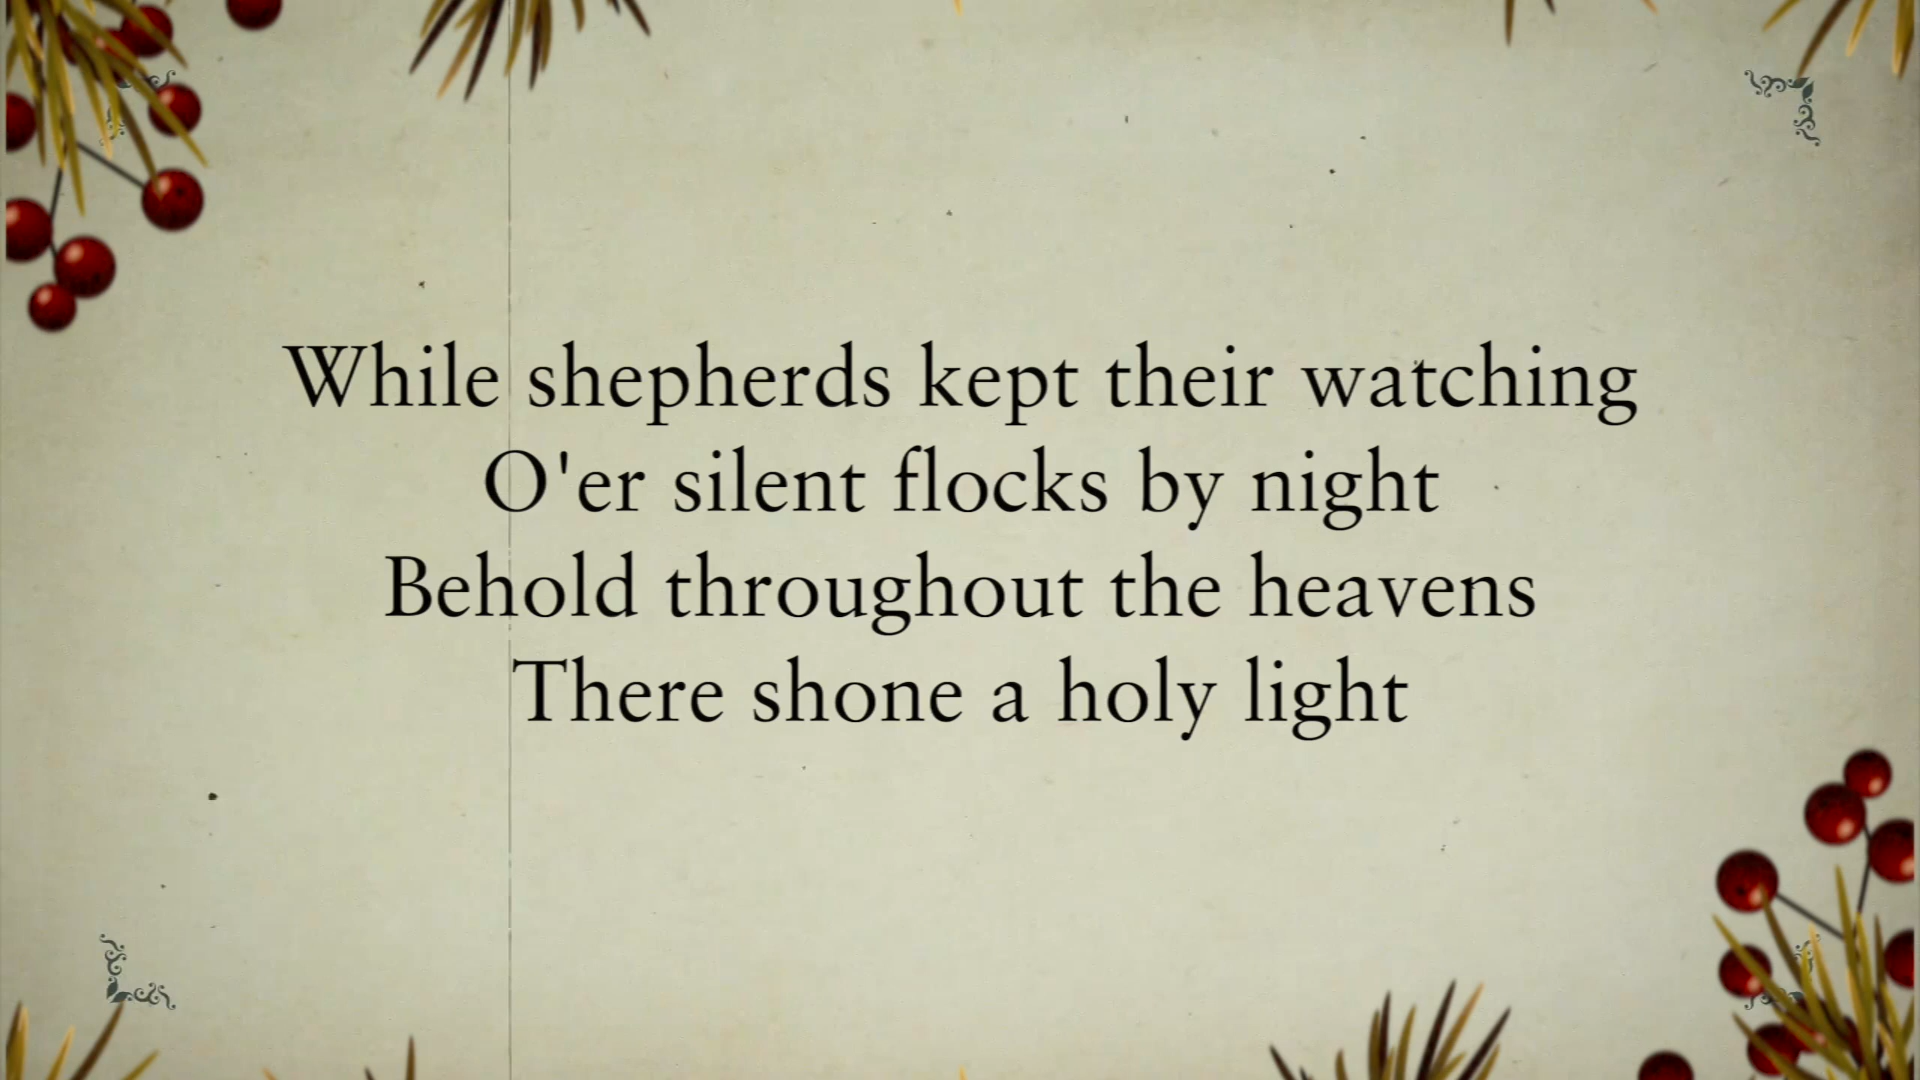 While shepherds kept their watching
O'er silent flocks by night
Behold throughout the heavens
There shone a holy light